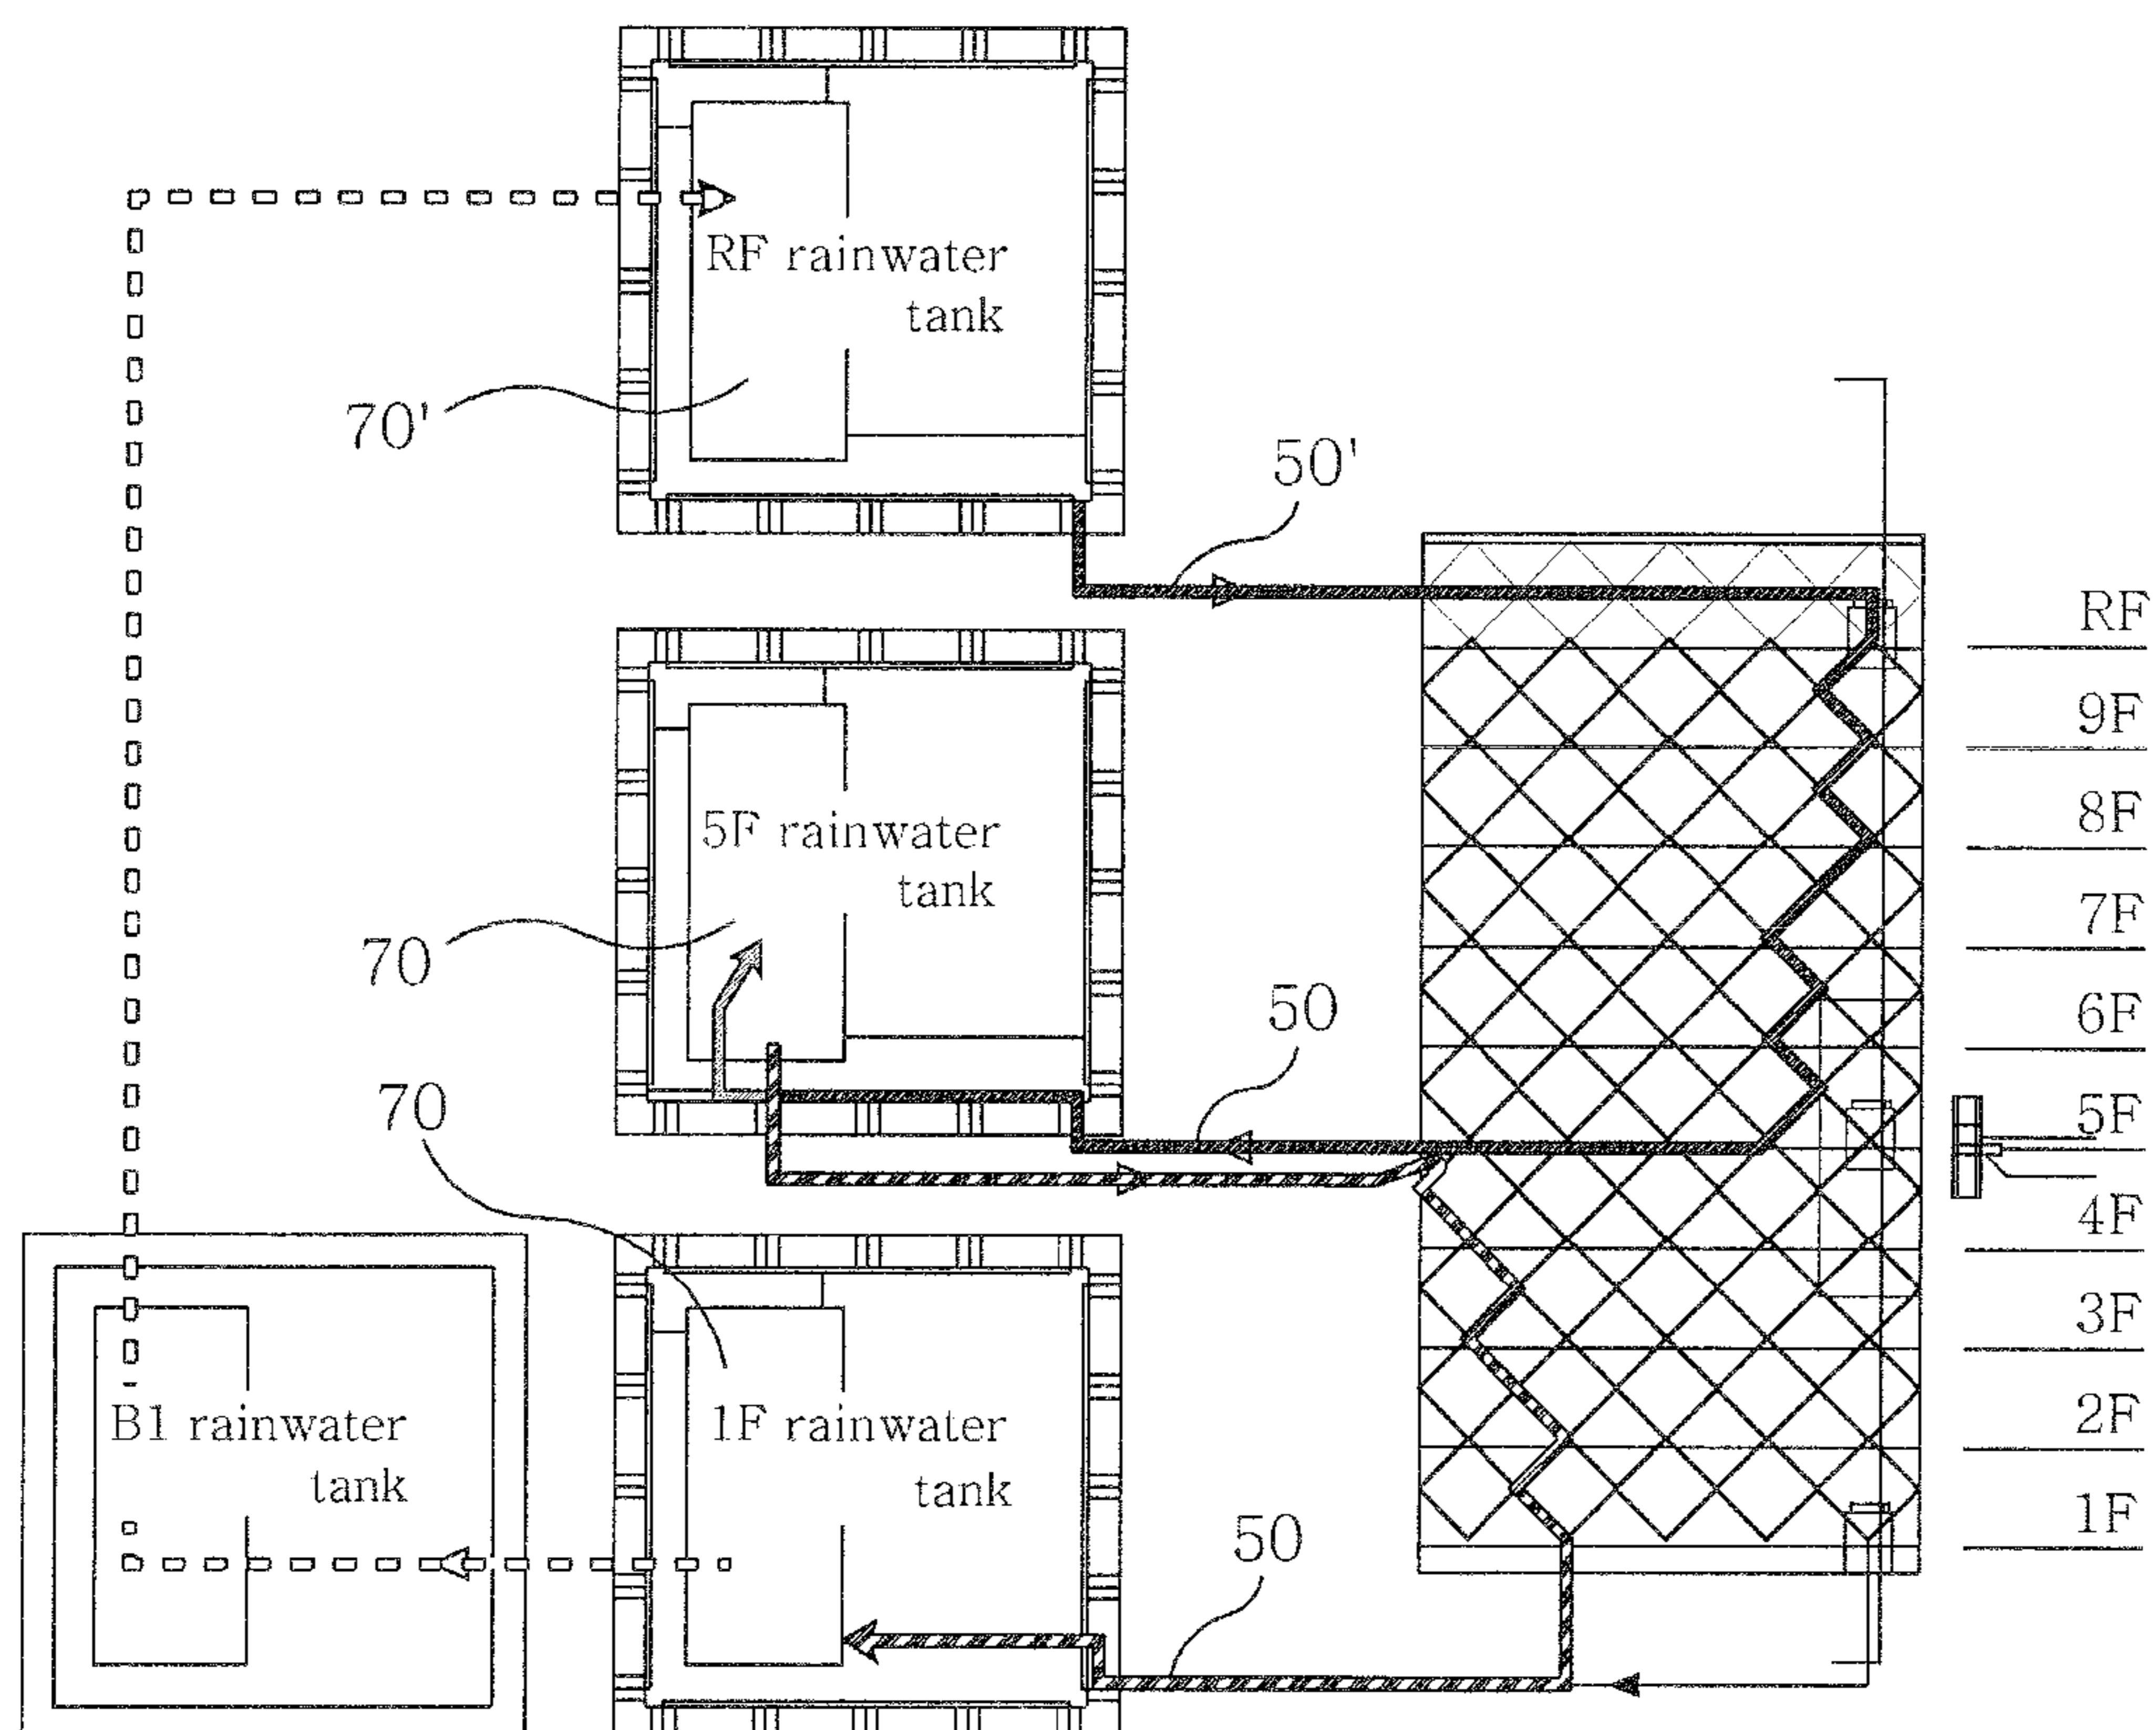 RF rainwater
tank
70'
50'
RF
9F
8F
5F rainwater
tank
7F
70
50
6F
70
5F
4F
3F
B1 rainwater
tank
1F rainwater
tank
2F
50
1F